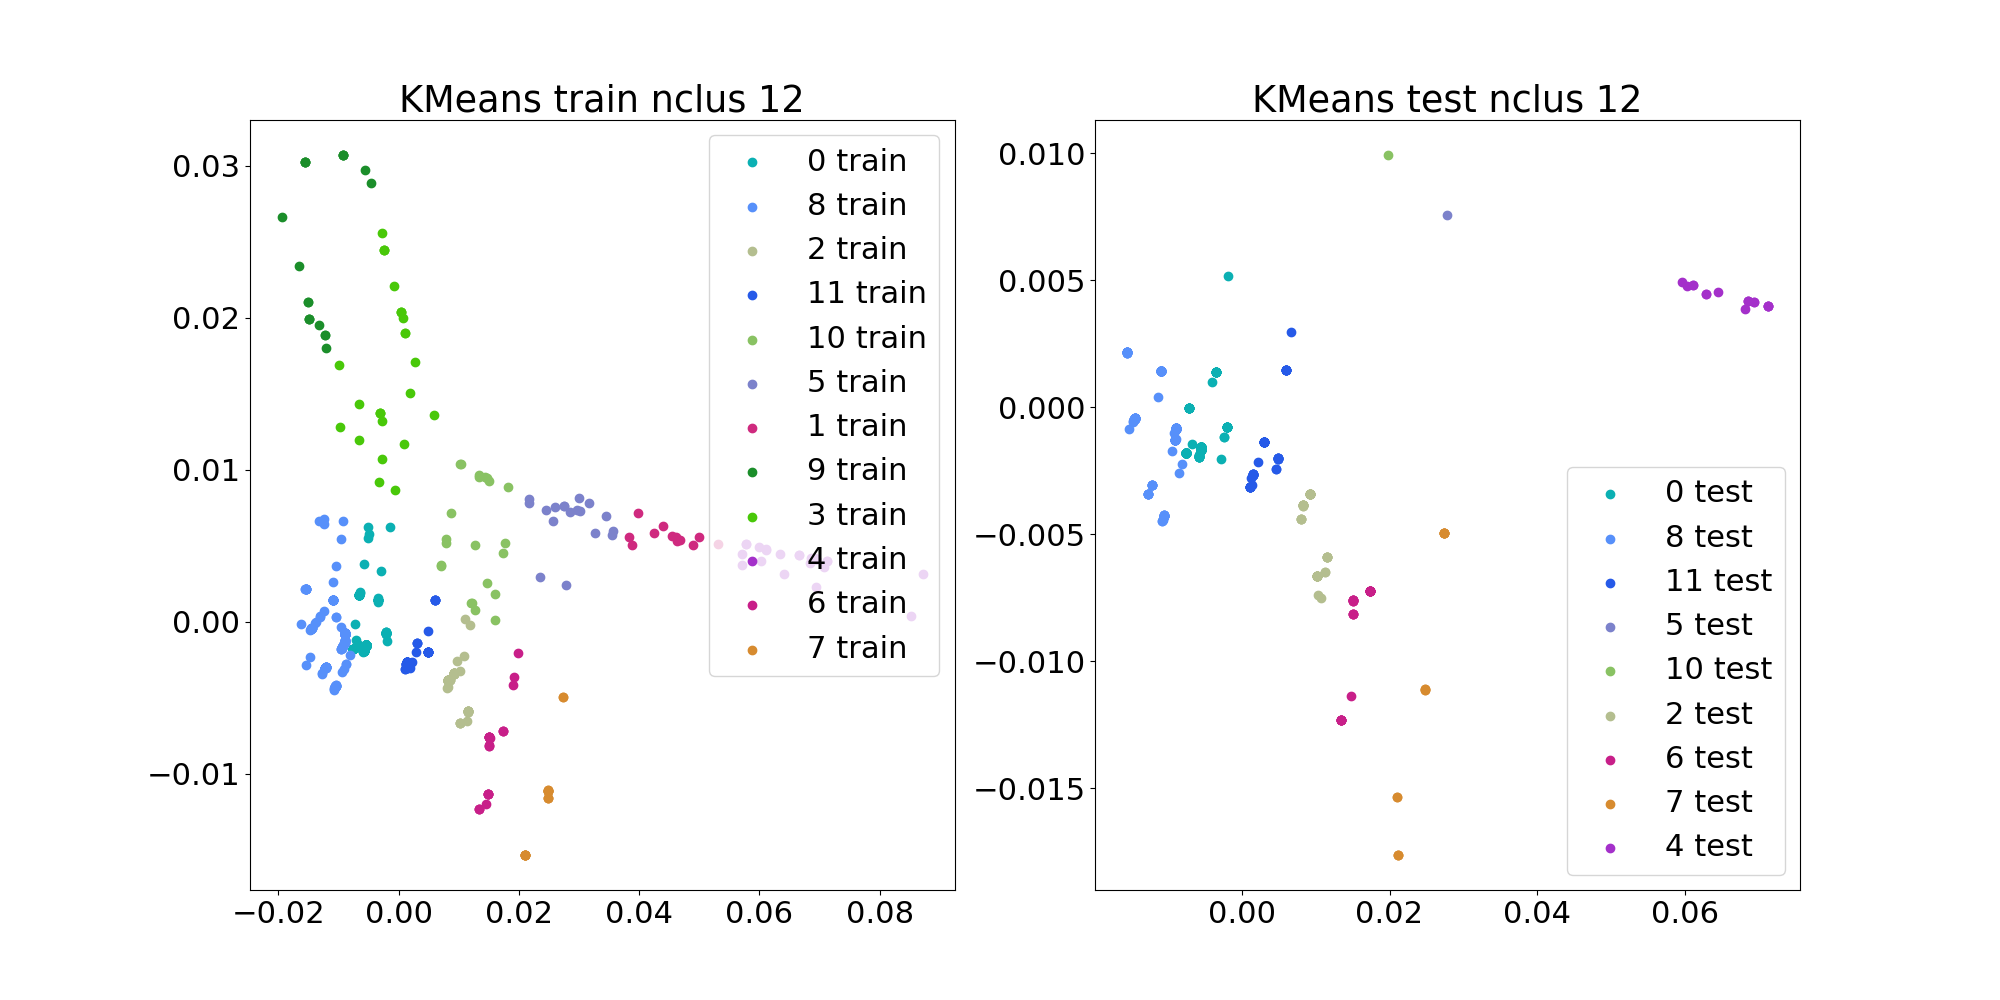 KMeans train nclus 12
0.03
0.02
0.01
0.00
−0.01
−0.02 0.00 0.02 0.04 0.06 0.08
0 train
8 train
2 train
11 train
10 train
5 train
1 train
9 train
3 train
4 train
6 train
7 train
KMeans test nclus 12
0.010
0.005
0.000
−0.005
−0.010
−0.015
0.00 0.02 0.04 0.06
0 test
8 test
11 test
5 test
10 test
2 test
6 test
7 test
4 test